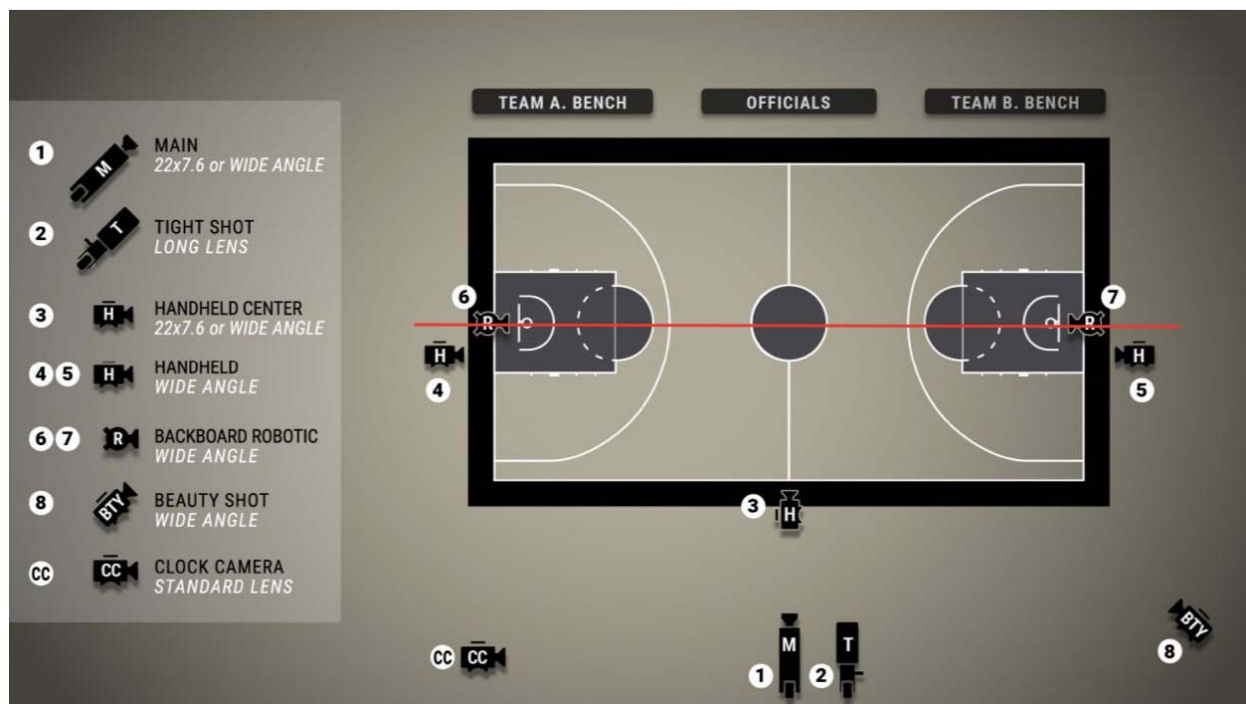 TEAM A. BENCH
OFFICIALS
TEAM B. BENCH
1
M
MAIN
22x7.6 or WIDE ANGLE
2
T
TIGHT SHOT
LONG LENS
3
H
HANDHELD CENTER
22x7.6 or WIDE ANGLE
4 5
H
HANDHELD
WIDE ANGLE
6 7
R
BACKBOARD ROBOTIC
WIDE ANGLE
8
BTY
BEAUTY SHOT
WIDE ANGLE
CC
CC
CLOCK CAMERA
STANDARD LENS
6
R
H
4
7
R
H
5
3
H
CC
CC
M
1
T
2
BTY
8